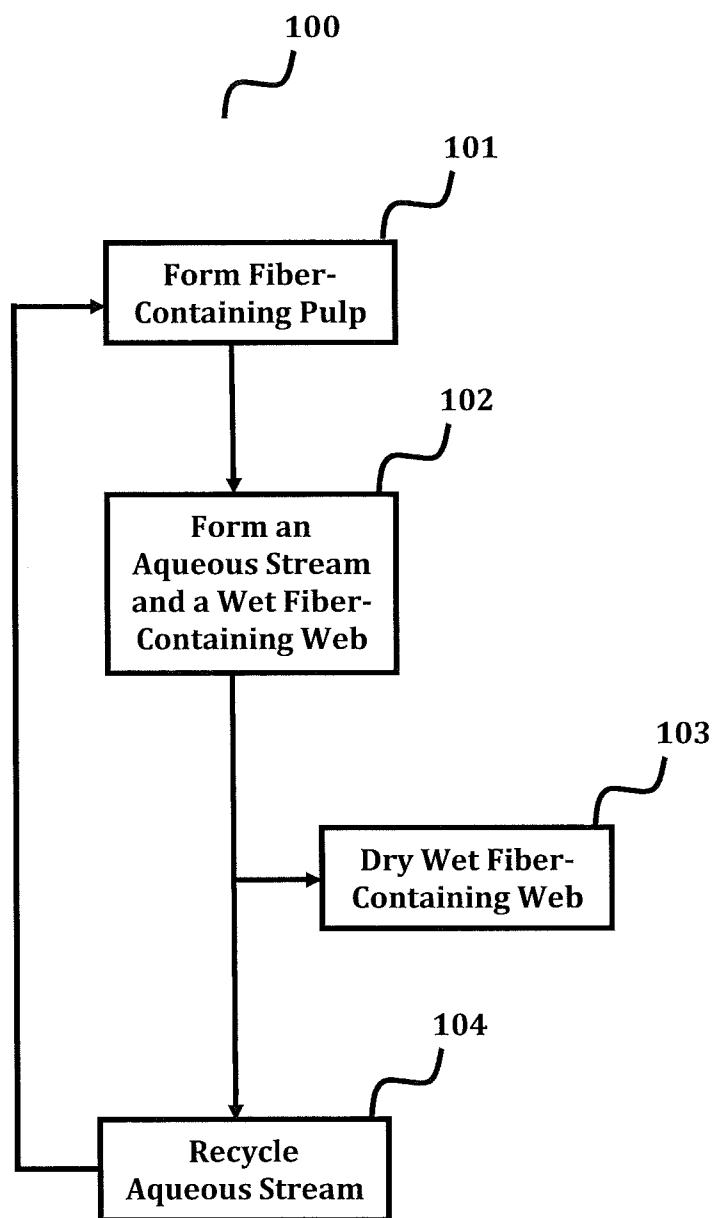 100
101
Form Fiber-
Containing Pulp
102
Form an
Aqueous Stream
and a Wet Fiber-
Containing Web
103
Dry Wet Fiber-
Containing Web
104
Recycle
Aqueous Stream